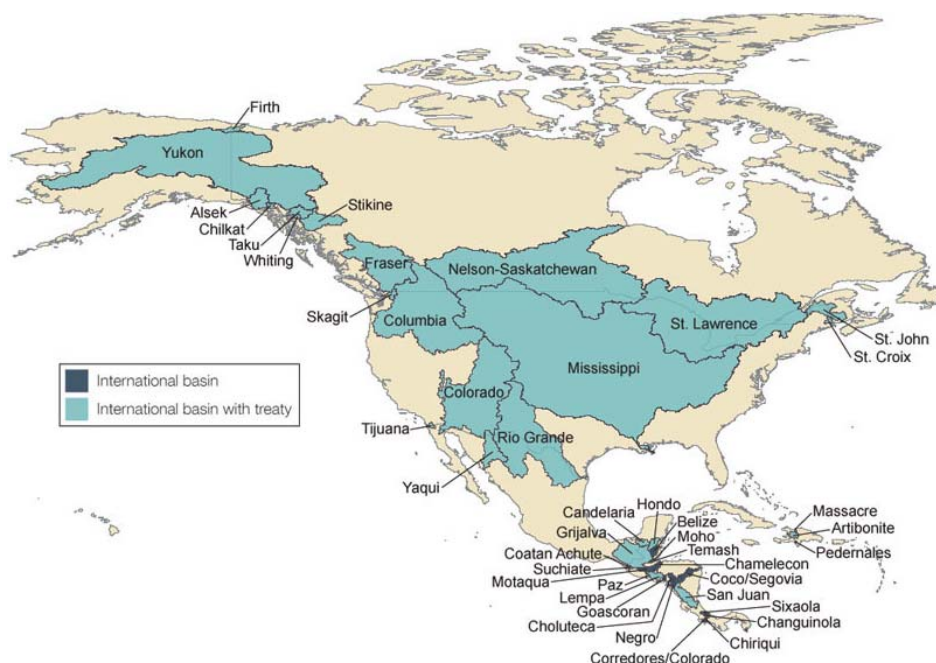 Firth
Yukon
Alsek
Chilkat
Taku
Whiting
Stikine
Fraser
Nelson-Saskatchewan
Skagit
Columbia
St. Lawrence
St. John
St. Croix
Mississippi
International basin
International basin with treaty
Colorado
Tijuana
Rio Grande
Yaqui
Candelaria
Hondo
Grijalva
Belize
Moho
Coatan Achute
Temash
Suchiate
Chamelecon
Motaqua
Paz
Coco/Segovia
Lempa
San Juan
Goascoran
Sixaola
Choluteca
Changuinola
Negro
Chiriqui
Corredores/Colorado
Massacre
Artibonite
Pedernales